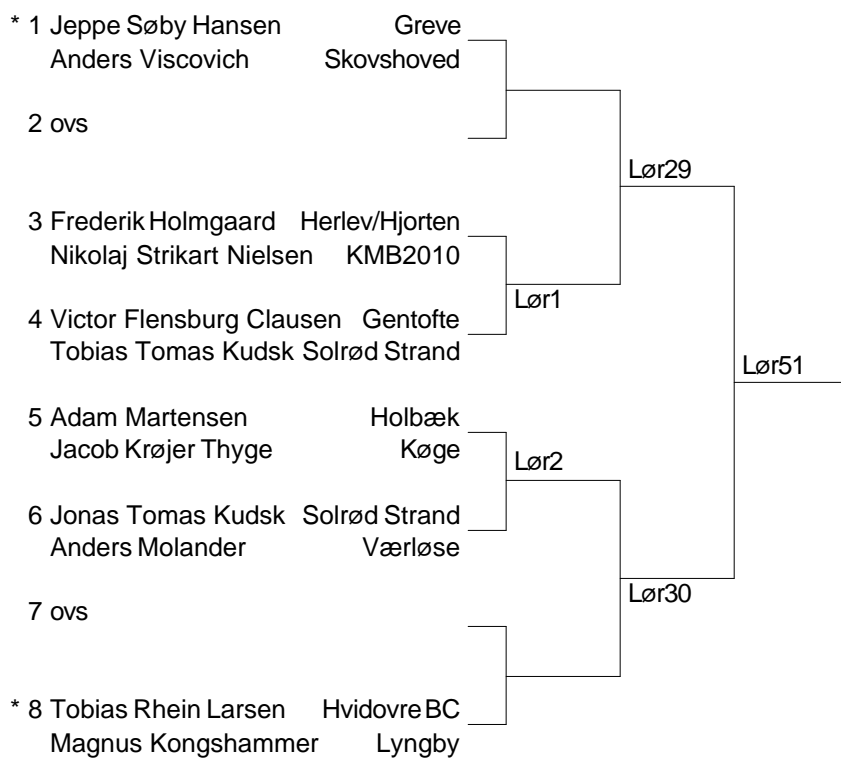 * 1 Jeppe Søby Hansen Greve
Anders Viscovich Skovshoved
2 ovs
Lør29
3 Frederik Holmgaard Herlev/Hjorten
Nikolaj Strikart Nielsen KMB2010
Lør1
4 Victor Flensburg Clausen Gentofte
Tobias Tomas Kudsk Solrød Strand
Lør51
5 Adam Martensen Holbæk
Jacob Krøjer Thyge Køge
Lør2
6 Jonas Tomas Kudsk Solrød Strand
Anders Molander Værløse
Lør30
7 ovs
* 8 Tobias Rhein Larsen Hvidovre BC
Magnus Kongshammer Lyngby